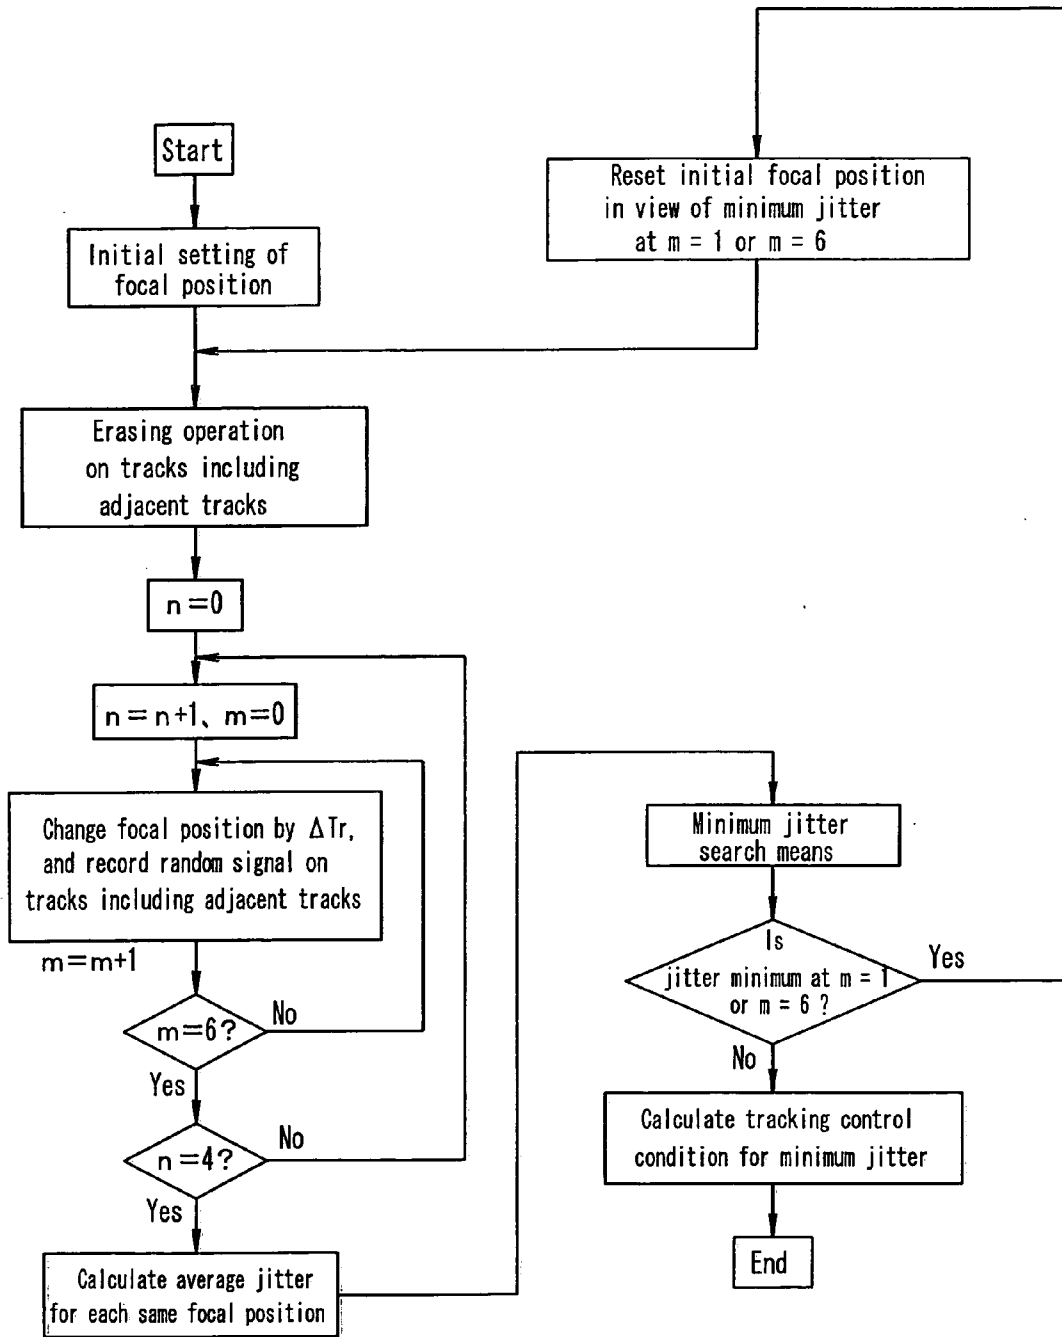 Start
Initial setting of
focal position
Reset initial focal position
in view of minimum jitter
at m = 1 or m = 6
Erasing operation
on tracks including
adjacent tracks
n=0
n=n+1、m=0
Change focal position by ΔTr,
and record random signal on
tracks including adjacent tracks
m=m+1
m=6?
No
Yes
n=4?
No
Yes
Calculate average jitter
for each same focal position
Minimum jitter
search means
Is
jitter minimum at m = 1
or m = 6 ?
Yes
No
Calculate tracking control
condition for minimum jitter
End